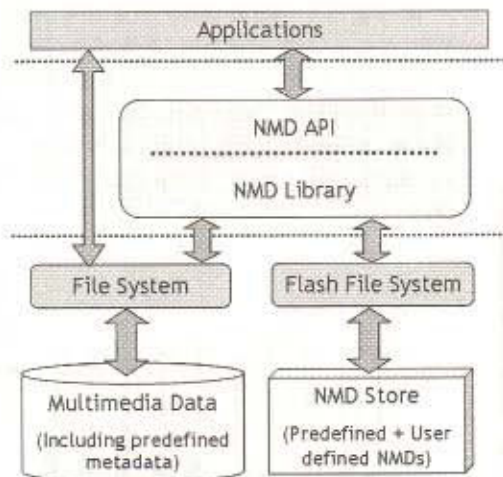 Applications
NMD API
NMD Library
File System
Flash File System
Multimedia Data
(Including predefined
metadata)
NMD Store
(Predefined + User
defined NMDs)